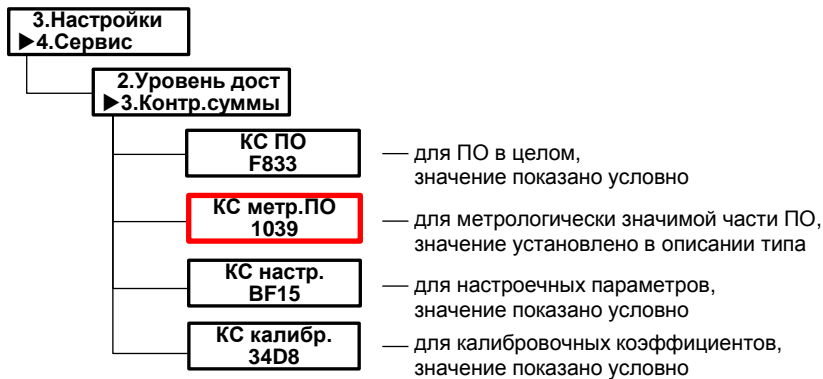 3.Настройки
▶4.Сервис
2.Уровень дост
▶3.Контр.суммы
КС ПО
F833
— для ПО в целом,
значение показано условно
КС метр.ПО
1039
— для метрологически значимой части ПО,
значение установлено в описании типа
КС настр.
BF15
— для настроечных параметров,
значение показано условно
КС калибр.
34D8
— для калибровочных коэффициентов,
значение показано условно